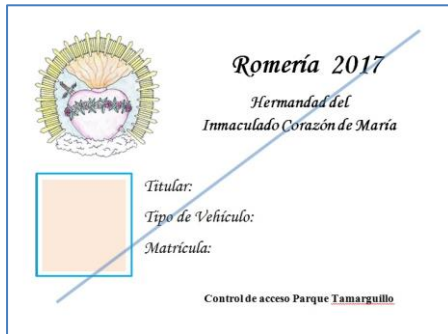 Romería 2017
Hermandad del
Inmaculado Corazón de María
Titular:
Tipo de Vehículo:
Matrícula:
Control de acceso Parque Tamarguillo